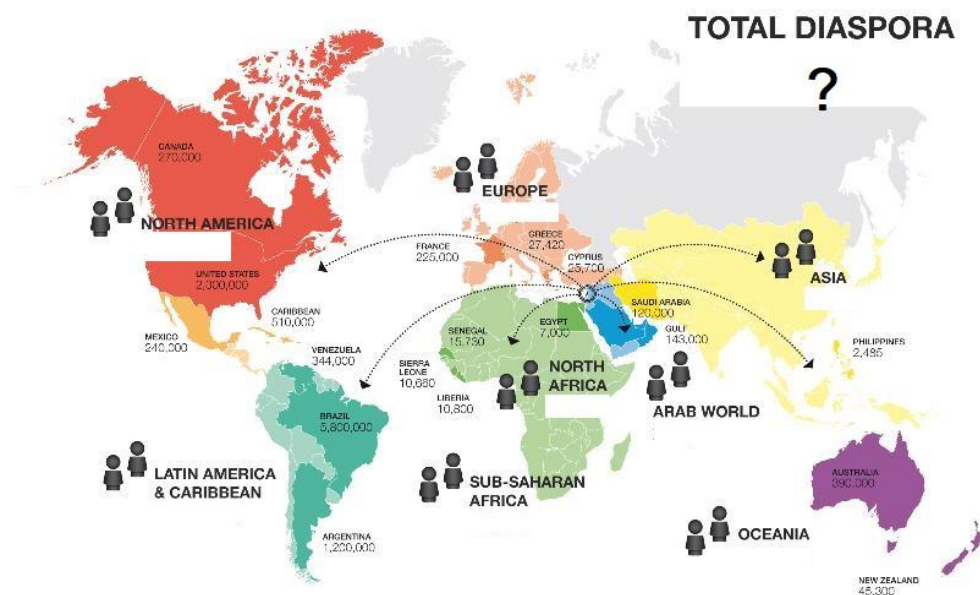 TOTAL DIASPORA
?
CANADA
270,000
NORTH AMERICA
UNITED STATES
2,300,000
MEXICO
240,000
CARIBBEAN
510,000
VENEZUELA
344,000
BRAZIL
5,800,000
LATIN AMERICA
& CARIBBEAN
ARGENTINA
1,200,000
EUROPE
FRANCE
225,000
GREECE
27,420
CYPRUS
25,700
SENEGAL
15,730
EGYPT
7,000
SIERRA
LEONE
10,660
LIBERIA
10,800
NORTH
AFRICA
SUB-SAHARAN
AFRICA
SAUDI ARABIA
120,000
GULF
143,000
ARAB WORLD
ASIA
PHILIPPINES
2,485
OCEANIA
AUSTRALIA
390,000
NEW ZEALAND
45,300